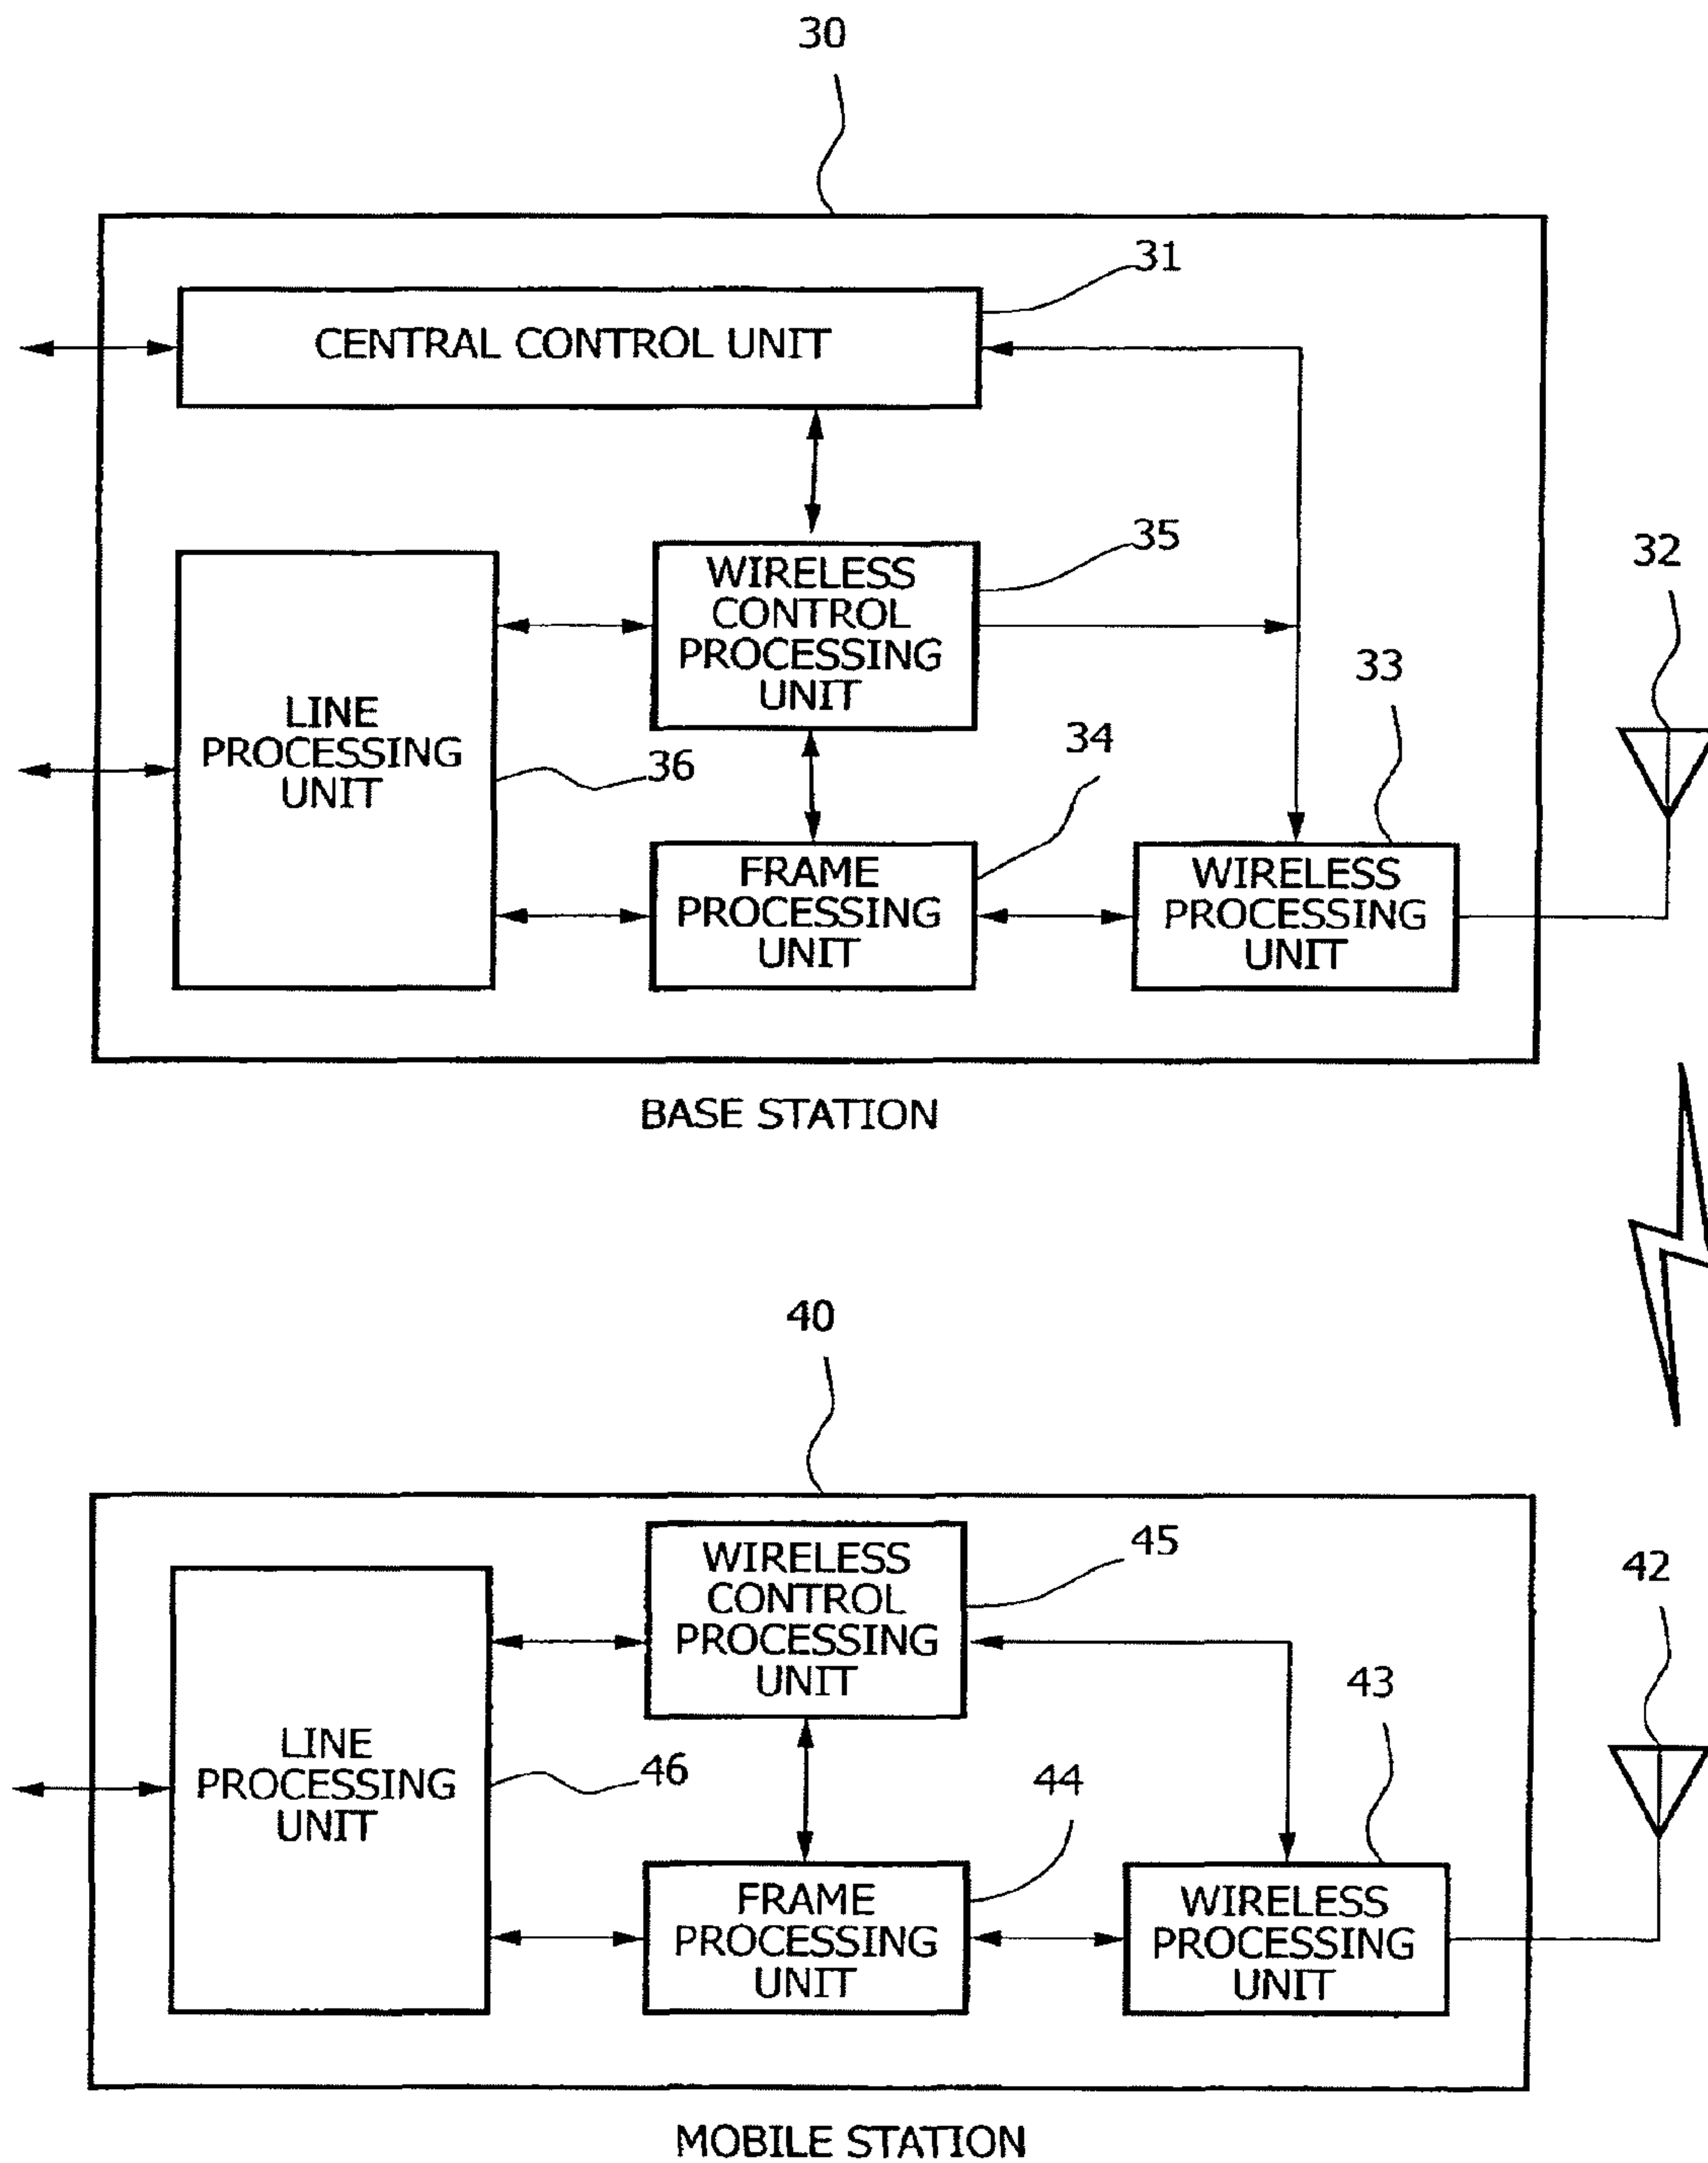 30
31
CENTRAL CONTROL UNIT
35
32
WIRELESS
CONTROL
PROCESSING
UNIT
33
LINE
PROCESSING
UNIT
36
34
FRAME
PROCESSING
UNIT
WIRELESS
PROCESSING
UNIT
BASE STATION
40
45
42
WIRELESS
CONTROL
PROCESSING
UNIT
43
LINE
PROCESSING
UNIT
46
44
FRAME
PROCESSING
UNIT
WIRELESS
PROCESSING
UNIT
MOBILE STATION